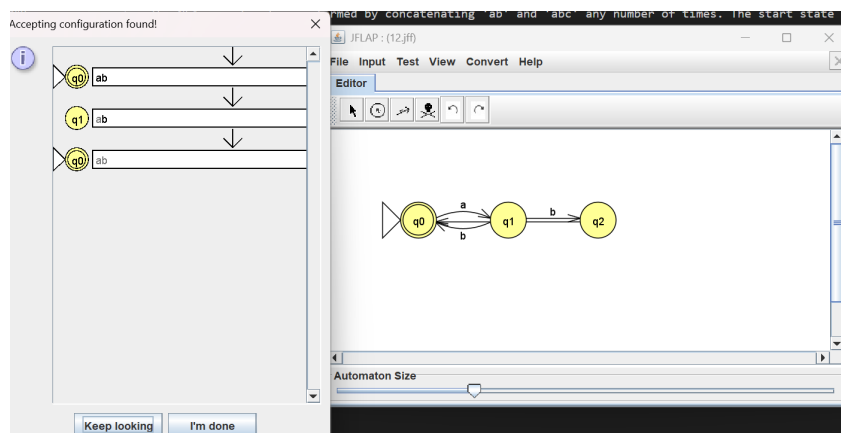 rmed by concatenating 'ab' and 'abc' any number of times. The start state
Accepting configuration found!
q0 ab
q1 ab
q0 ab
Keep looking
I'm done
JFLAP : (12.jff)
File Input Test View Convert Help
Editor
a
q0
q1
b
q2
b
Automaton Size